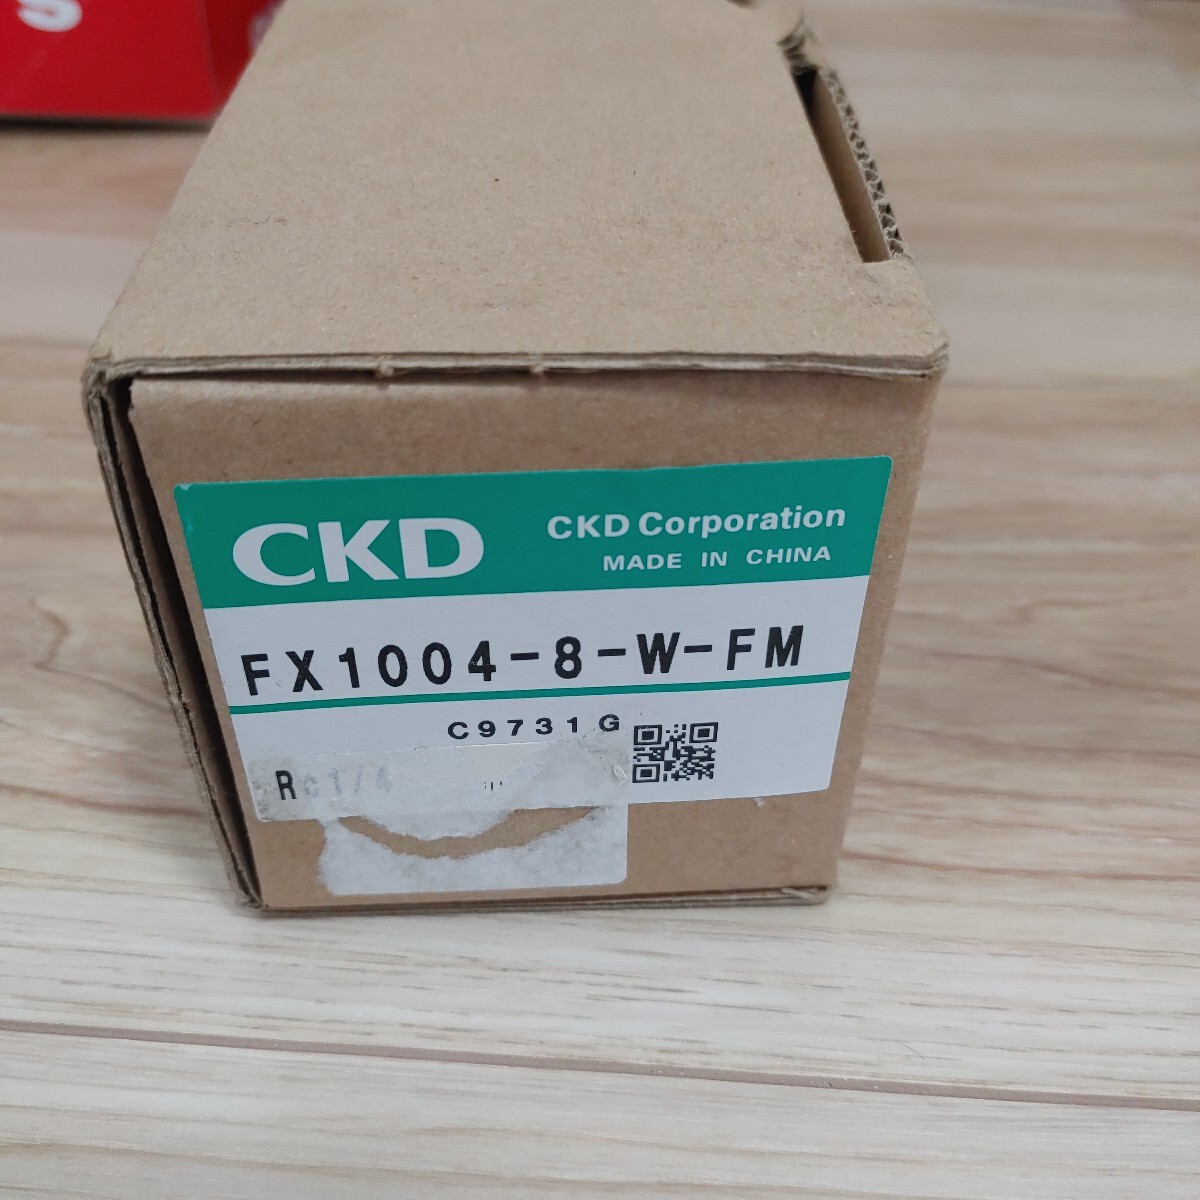 S
CKD
CKD Corporation
MADE IN CHINA
FX1004-8-W-FM
C9731G
Rc1/4